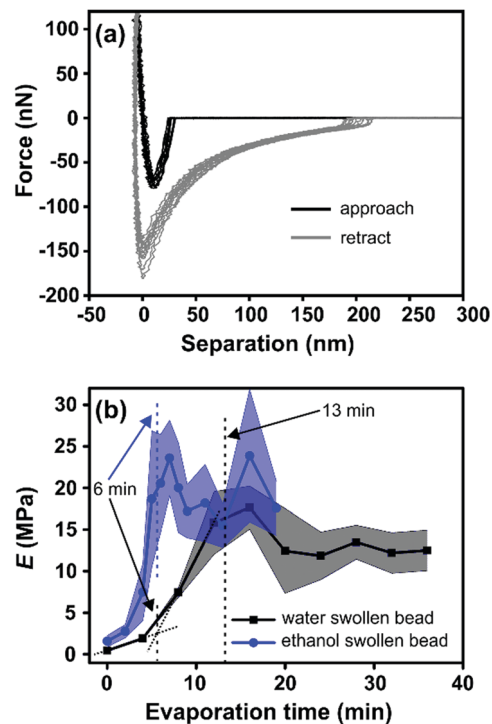 (a)
100
50
0
-50
-100
-150
-200
Force (nN)
approach
retract
-50 0 50 100 150 200 250 300
Separation (nm)
(b)
13 min
6 min
30
25
20
15
10
5
0
E (MPa)
water swollen bead
ethanol swollen bead
0 10 20 30 40
Evaporation time (min)